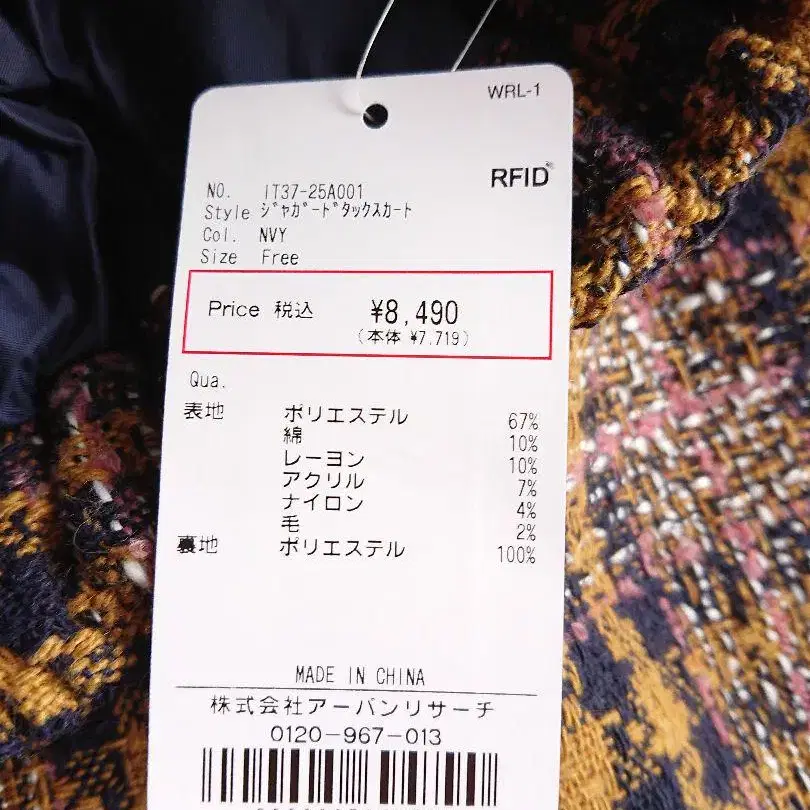 WRL-1
RFID
NO. IT37-25A001
Style ｼﾞｬｶﾞｰﾄﾞﾀｯｸｽｶｰﾄ
Col. NVY
Size Free
Price 税込 ¥8,490
(本体 ¥7,719)
Qua.
表地 ポリエステル 67%
綿 10%
レーヨン 10%
アクリル 7%
ナイロン 4%
毛 2%
裏地 ポリエステル 100%
MADE IN CHINA
株式会社アーバンリサーチ
0120-967-013